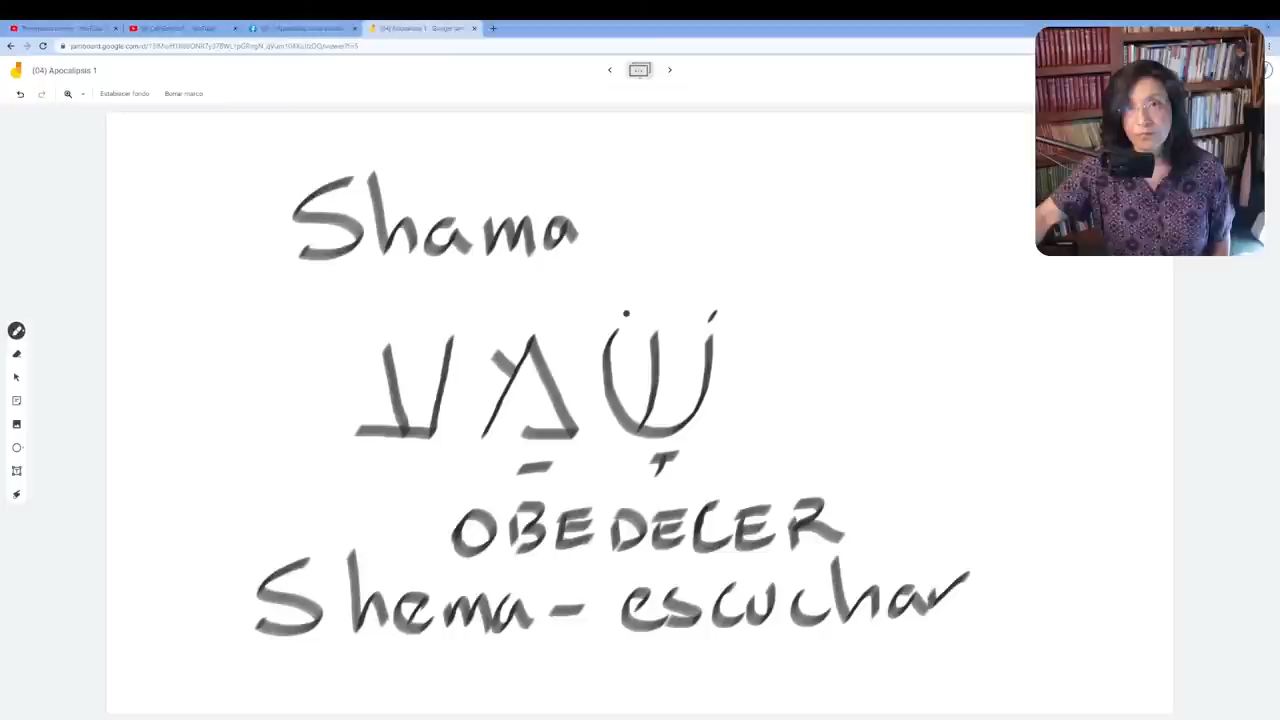 (04) Apocalipsis 1
Establecer fondo Borrar marco
Shama
שָׁמַע
OBEDECER
Shema - escuchar